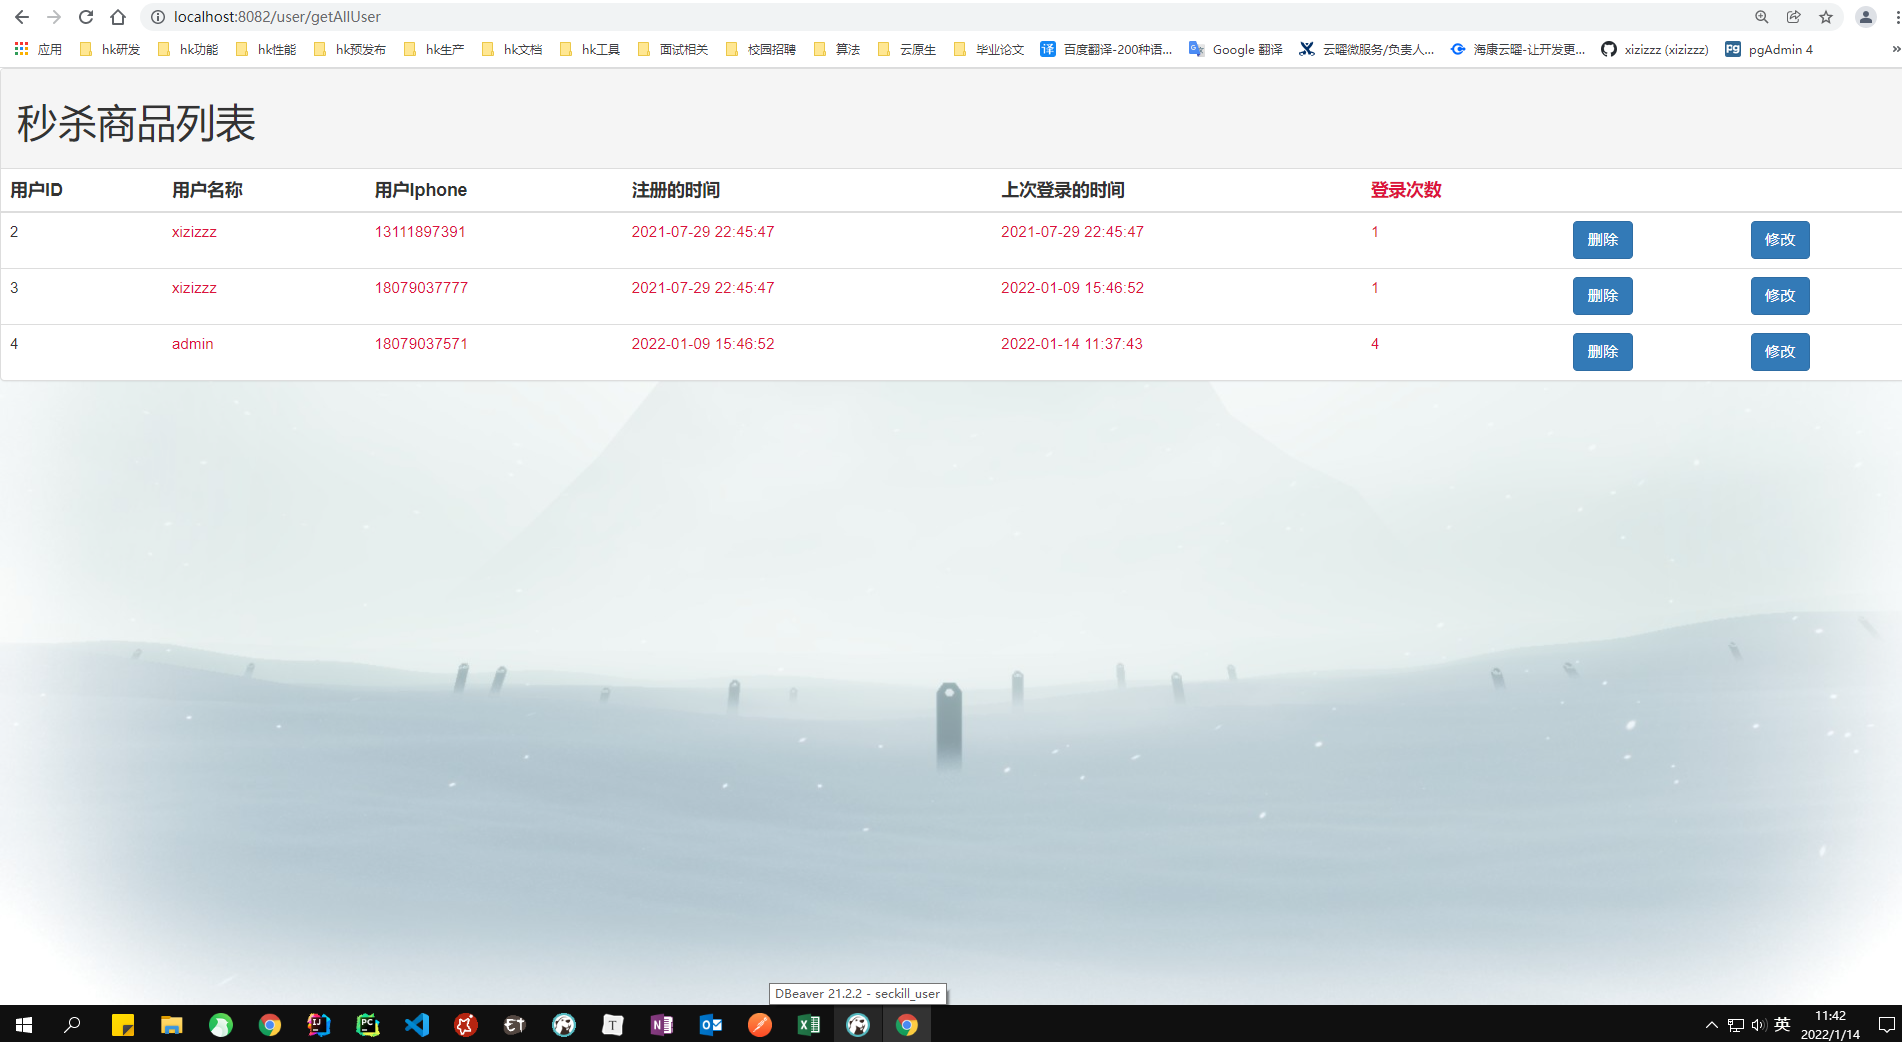 localhost:8082/user/getAllUser
应用 hk研发 hk功能 hk性能 hk预发布 hk生产 hk文档 hk工具 面试相关 校园招聘 算法 云原生 毕业论文 译 百度翻译-200种语... Google 翻译 云曜微服务/负责人... 海康云曜-让开发更... xizizzz (xizizzz) pgAdmin 4 »
秒杀商品列表
用户ID 用户名称 用户Iphone 注册的时间 上次登录的时间 登录次数
2 xizizzz 13111897391 2021-07-29 22:45:47 2021-07-29 22:45:47 1 删除 修改
3 xizizzz 18079037777 2021-07-29 22:45:47 2022-01-09 15:46:52 1 删除 修改
4 admin 18079037571 2022-01-09 15:46:52 2022-01-14 11:37:43 4 删除 修改
DBeaver 21.2.2 - seckill_user
英 11:42
2022/1/14